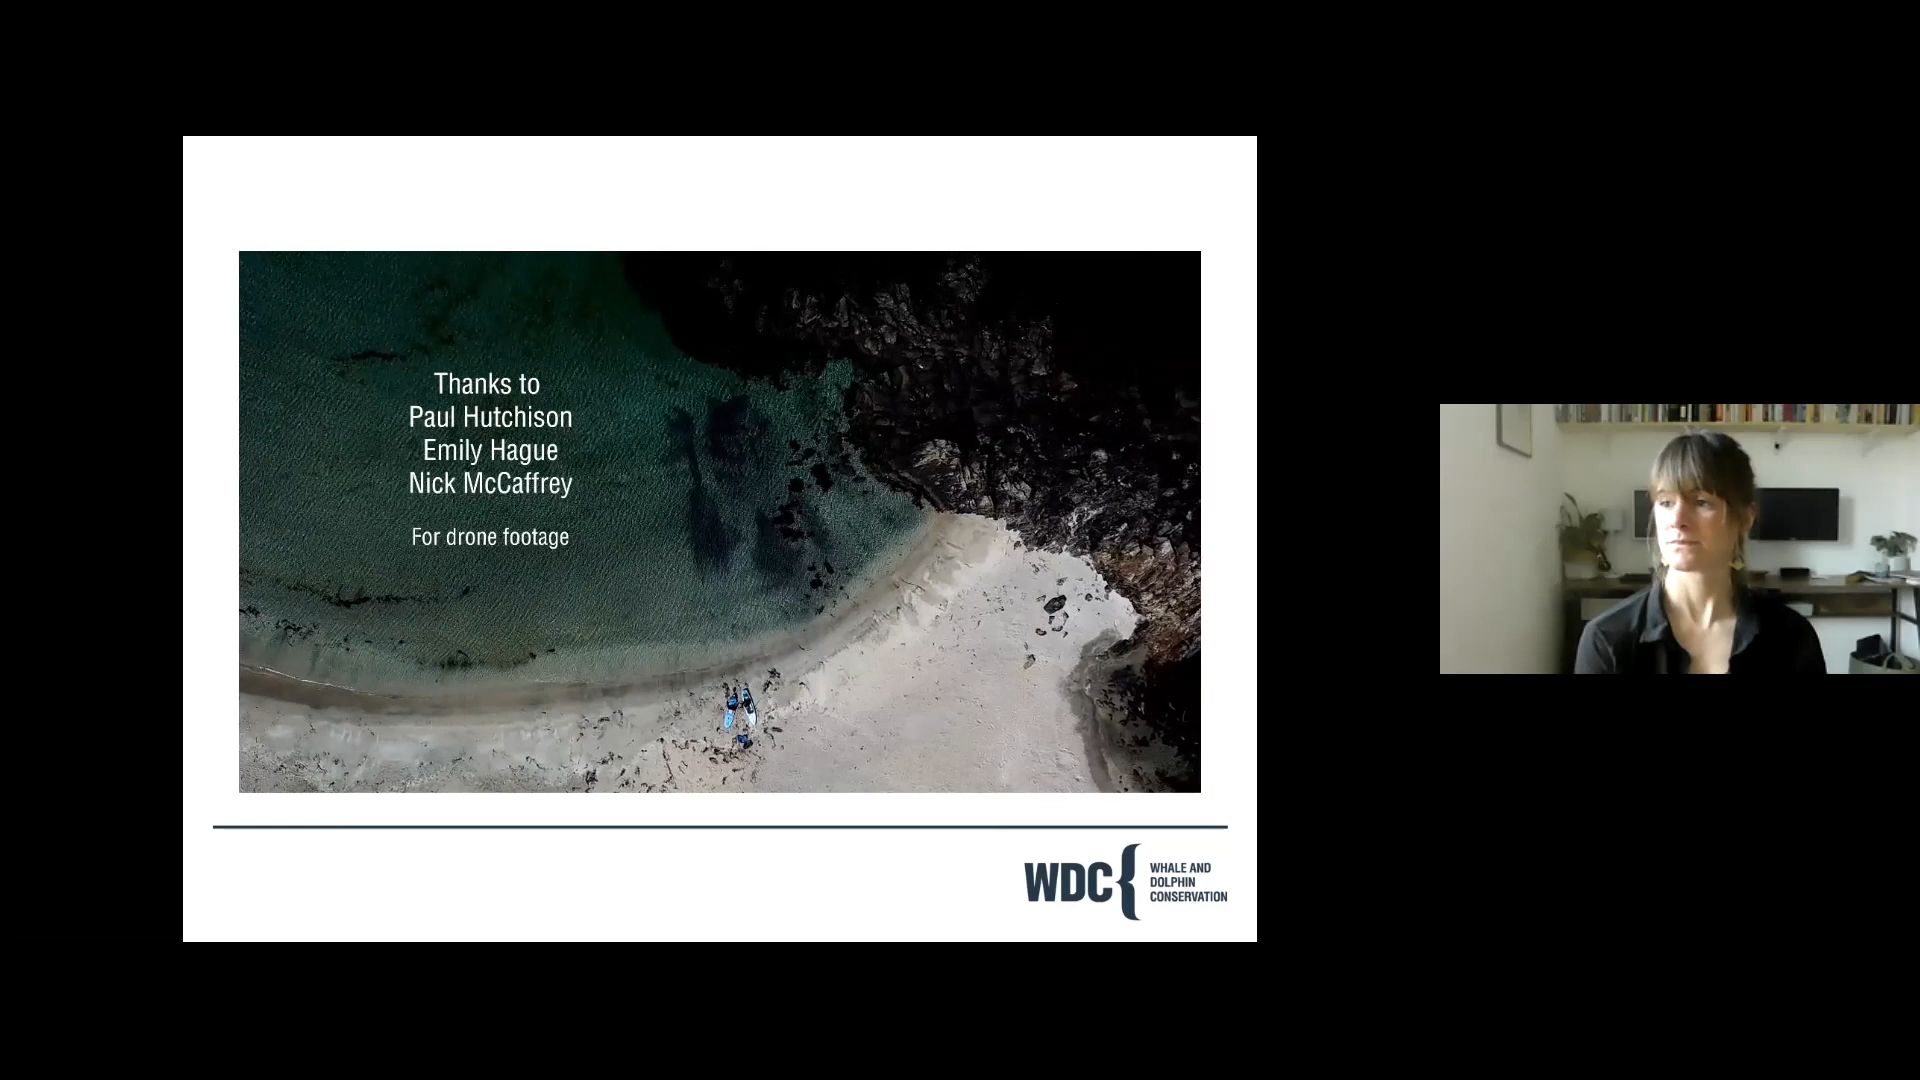 Thanks to
Paul Hutchison
Emily Hague
Nick McCaffrey
For drone footage
WDC
WHALE AND
DOLPHIN
CONSERVATION